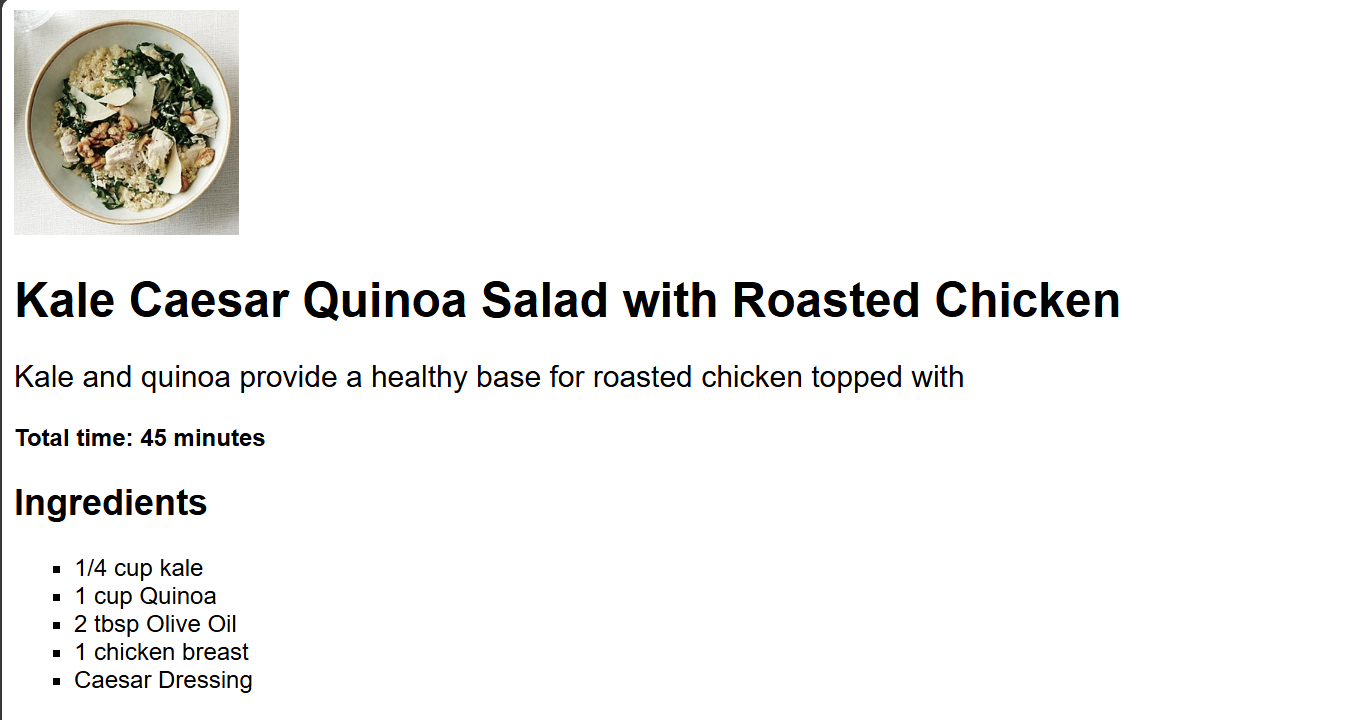 Kale Caesar Quinoa Salad with Roasted Chicken
Kale and quinoa provide a healthy base for roasted chicken topped with
Total time: 45 minutes
Ingredients
1/4 cup kale
1 cup Quinoa
2 tbsp Olive Oil
1 chicken breast
Caesar Dressing